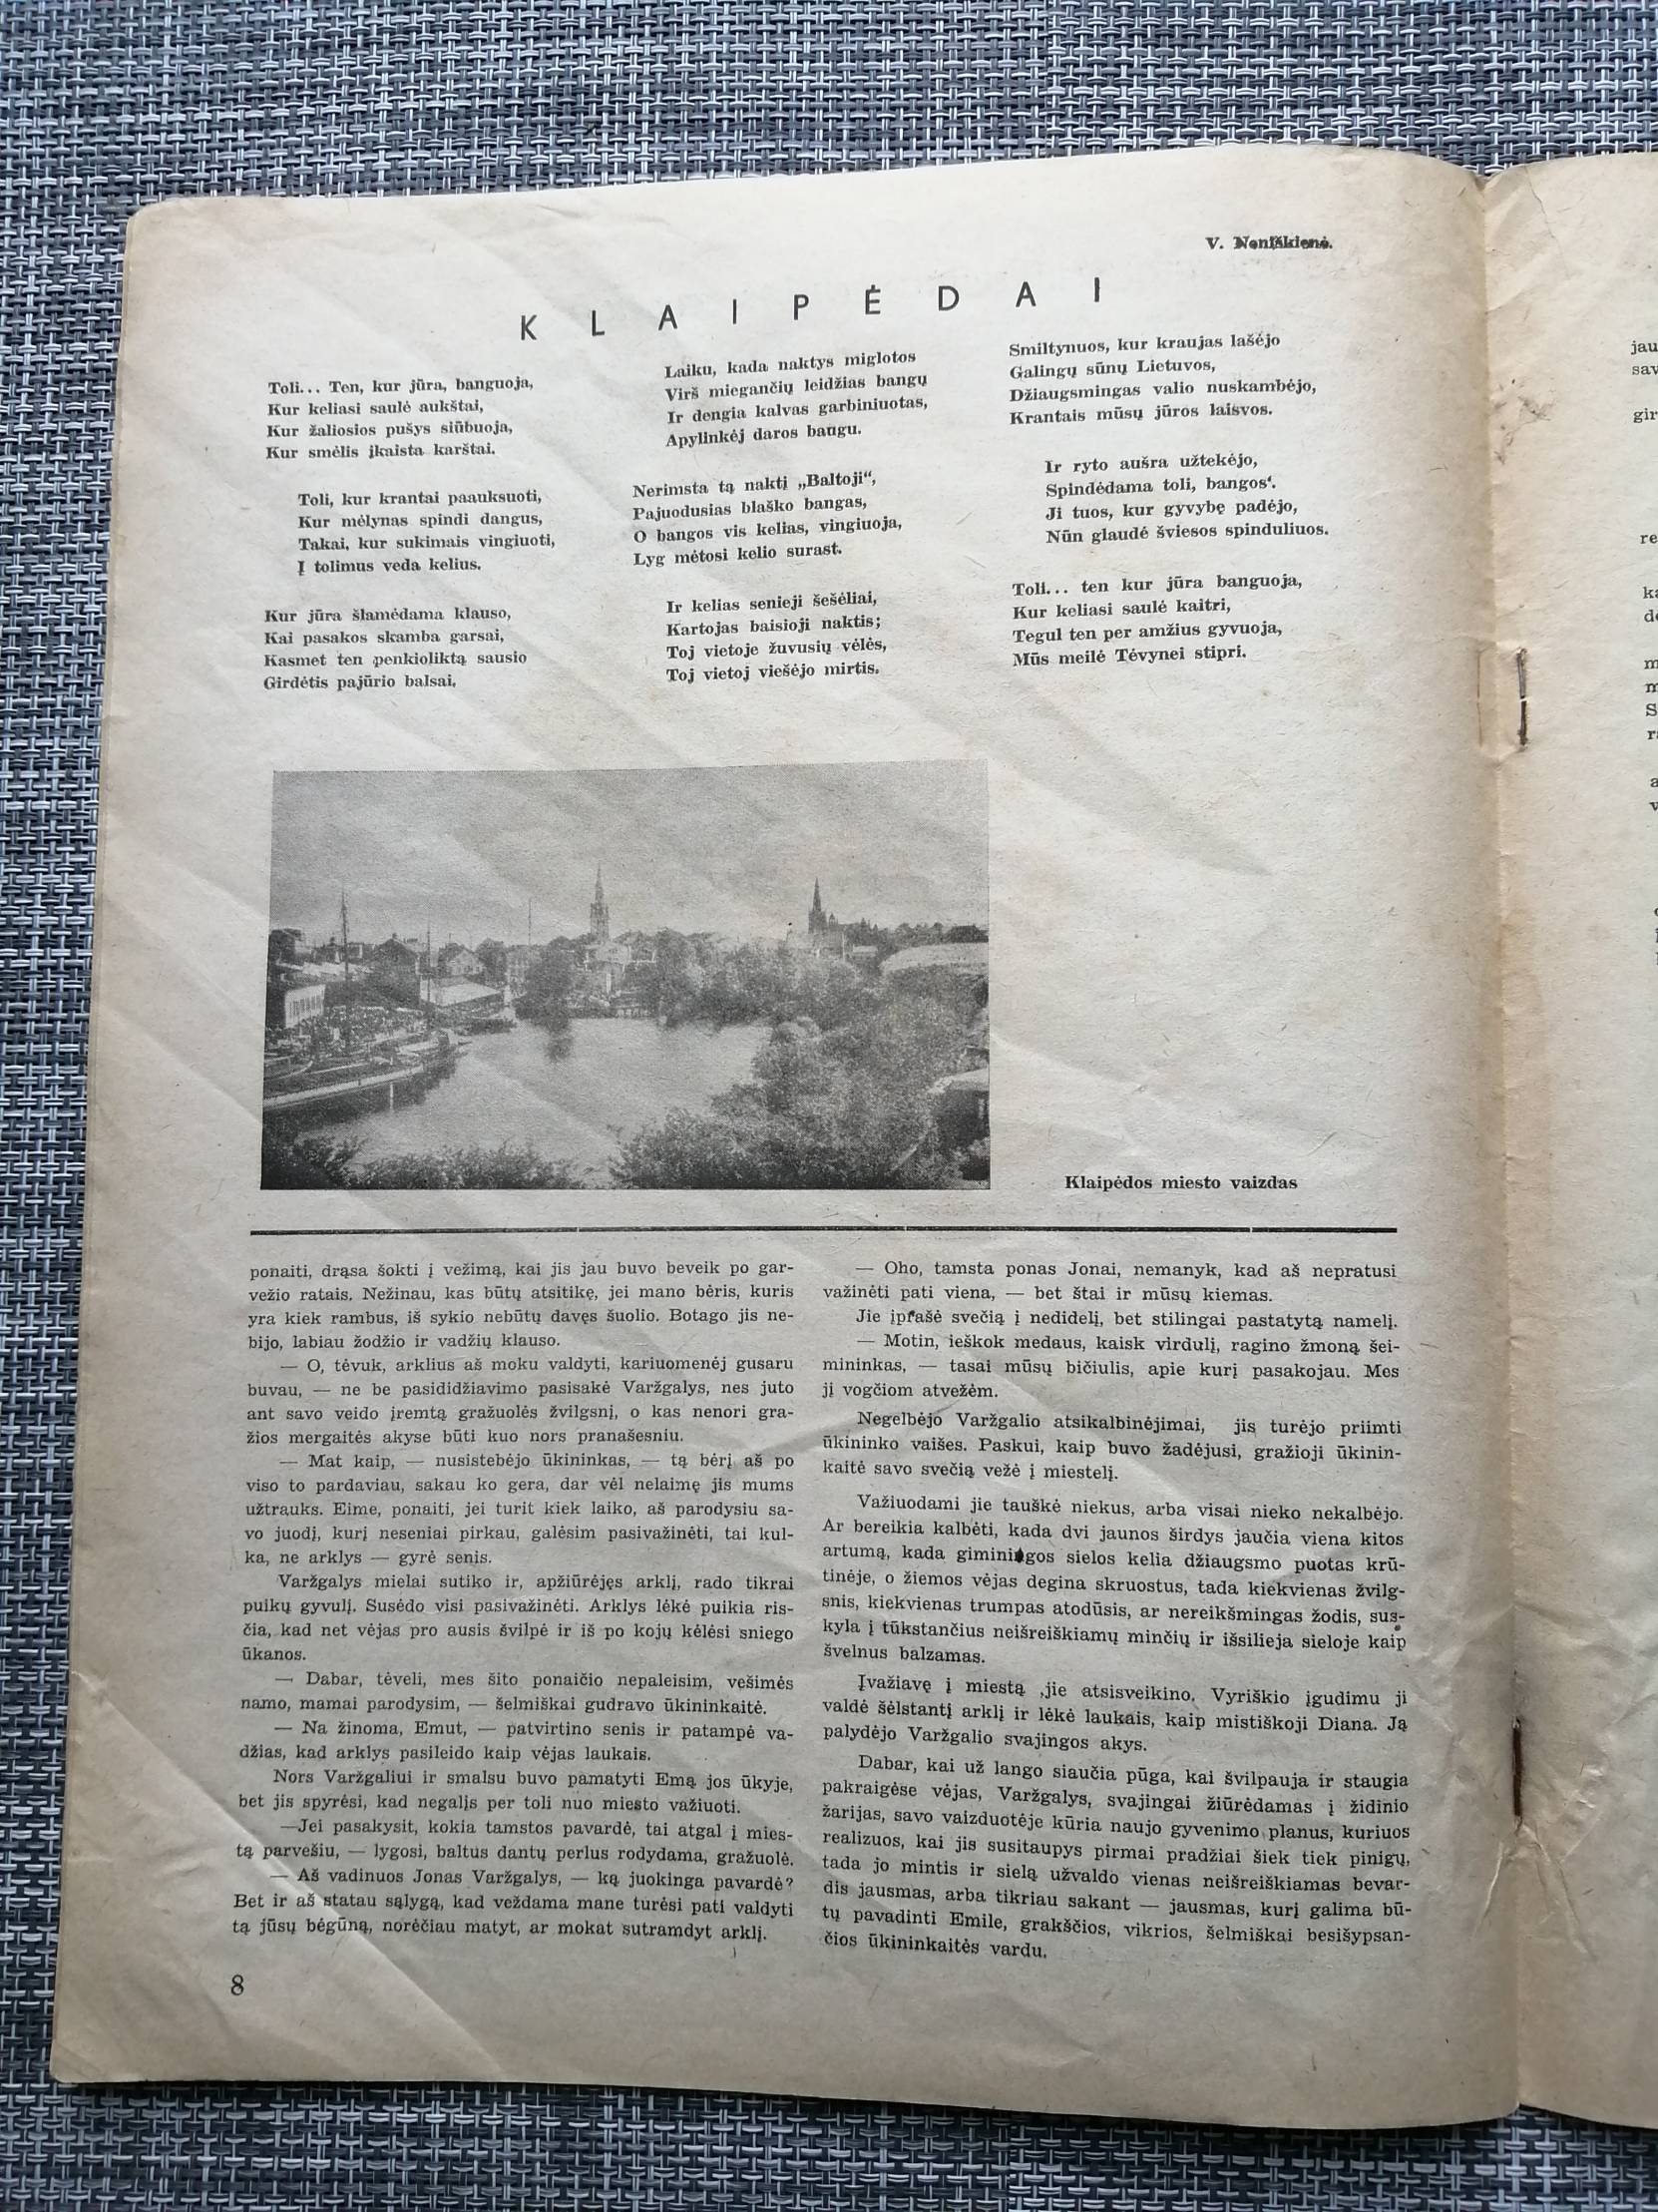 V. Noniškienė.
KLAIPĖDAI
Toli... Ten, kur jūra, banguoja,
Kur keliasi saulė aukštai,
Kur žaliosios pušys siūbuoja,
Kur smėlis įkaista karštai.
Toli, kur krantai paauksuoti,
Kur mėlynas spindi dangus,
Takai, kur sukimais vingiuoti,
Į tolimus veda kelius.
Kur jūra šlamėdama klauso,
Kai pasakos skamba garsai,
Kasmet ten penkioliktą sausio
Girdėtis pajūrio balsai,
Laiku, kada naktys miglotos
Virš miegančių leidžias bangų
Ir dengia kalvas garbiniuotas,
Apylinkėj daros baugu.
Nerimsta tą naktį „Baltoji“,
Pajuodusias blaško bangas,
O bangos vis kelias, vingiuoja,
Lyg mėtosi kelio surast.
Ir kelias senieji šešėliai,
Kartojas baisioji naktis;
Toj vietoje žuvusių vėlės,
Toj vietoj viešėjo mirtis.
Smiltynuos, kur kraujas lašėjo
Galingų sūnų Lietuvos,
Džiaugsmingas valio nuskambėjo,
Krantais mūsų jūros laisvos.
Ir ryto aušra užtekėjo,
Spindėdama toli, bangos‘.
Ji tuos, kur gyvybę padėjo,
Nūn glaudė šviesos spinduliuos.
Toli... ten kur jūra banguoja,
Kur keliasi saulė kaitri,
Tegul ten per amžius gyvuoja,
Mūs meilė Tėvynei stipri.
Klaipėdos miesto vaizdas
ponaiti, drąsa šokti į vežimą, kai jis jau buvo beveik po gar-
vežio ratais. Nežinau, kas būtų atsitikę, jei mano bėris, kuris
yra kiek rambus, iš sykio nebūtų davęs šuolio. Botago jis ne-
bijo, labiau žodžio ir vadžių klauso.
— O, tėvuk, arklius aš moku valdyti, kariuomenėj gusaru
buvau, — ne be pasididžiavimo pasisakė Varžgalys, nes juto
ant savo veido įremtą gražuolės žvilgsnį, o kas nenori gra-
žios mergaitės akyse būti kuo nors pranašesniu.
— Mat kaip, — nusistebėjo ūkininkas, — tą bėrį aš po
viso to pardaviau, sakau ko gera, dar vėl nelaimę jis mums
užtrauks. Eime, ponaiti, jei turit kiek laiko, aš parodysiu sa-
vo juodį, kurį neseniai pirkau, galėsim pasivažinėti, tai kul-
ka, ne arklys — gyrė senis.
Varžgalys mielai sutiko ir, apžiūrėjęs arklį, rado tikrai
puikų gyvulį. Susėdo visi pasivažinėti. Arklys lėkė puikia ris-
čia, kad net vėjas pro ausis švilpė ir iš po kojų kėlėsi sniego
ūkanos.
— Dabar, tėveli, mes šito ponaičio nepaleisim, vešimės
namo, mamai parodysim, — šelmiškai gudravo ūkininkaitė.
— Na žinoma, Emut, — patvirtino senis ir patampė va-
džias, kad arklys pasileido kaip vėjas laukais.
Nors Varžgaliui ir smalsu buvo pamatyti Emą jos ūkyje,
bet jis spyrėsi, kad negalįs per toli nuo miesto važiuoti.
—Jei pasakysit, kokia tamstos pavardė, tai atgal į mies-
tą parvešiu, — lygosi, baltus dantų perlus rodydama, gražuolė.
— Aš vadinuos Jonas Varžgalys, — ką juokinga pavardė?
Bet ir aš statau sąlygą, kad veždama mane turėsi pati valdyti
tą jūsų bėgūną, norėčiau matyt, ar mokat sutramdyt arklį.
— Oho, tamsta ponas Jonai, nemanyk, kad aš nepratusi
važinėti pati viena, — bet štai ir mūsų kiemas.
Jie įprašė svečią į nedidelį, bet stilingai pastatytą namelį.
— Motin, ieškok medaus, kaisk virdulį, ragino žmoną šei-
mininkas, — tasai mūsų bičiulis, apie kurį pasakojau. Mes
jį vogčiom atvežėm.
Negelbėjo Varžgalio atsikalbinėjimai, jis turėjo priimti
ūkininko vaišes. Paskui, kaip buvo žadėjusi, gražioji ūkinin-
kaitė savo svečią vežė į miestelį.
Važiuodami jie tauškė niekus, arba visai nieko nekalbėjo.
Ar bereikia kalbėti, kada dvi jaunos širdys jaučia viena kitos
artumą, kada giminingos sielos kelia džiaugsmo puotas krū-
tinėje, o žiemos vėjas degina skruostus, tada kiekvienas žvilg-
snis, kiekvienas trumpas atodūsis, ar nereikšmingas žodis, sus-
kyla į tūkstančius neišreiškiamų minčių ir išsilieja sieloje kaip
švelnus balzamas.
Įvažiavę į miestą ,jie atsisveikino. Vyriškio įgudimu ji
valdė šėlstantį arklį ir lėkė laukais, kaip mistiškoji Diana. Ją
palydėjo Varžgalio svajingos akys.
Dabar, kai už lango siaučia pūga, kai švilpauja ir staugia
pakraigėse vėjas, Varžgalys, svajingai žiūrėdamas į židinio
žarijas, savo vaizduotėje kūria naujo gyvenimo planus, kuriuos
realizuos, kai jis susitaupys pirmai pradžiai šiek tiek pinigų,
tada jo mintis ir sielą užvaldo vienas neišreiškiamas bevar-
dis jausmas, arba tikriau sakant — jausmas, kurį galima bū-
tų pavadinti Emile, grakščios, vikrios, šelmiškai besišypsan-
čios ūkininkaitės vardu.
8